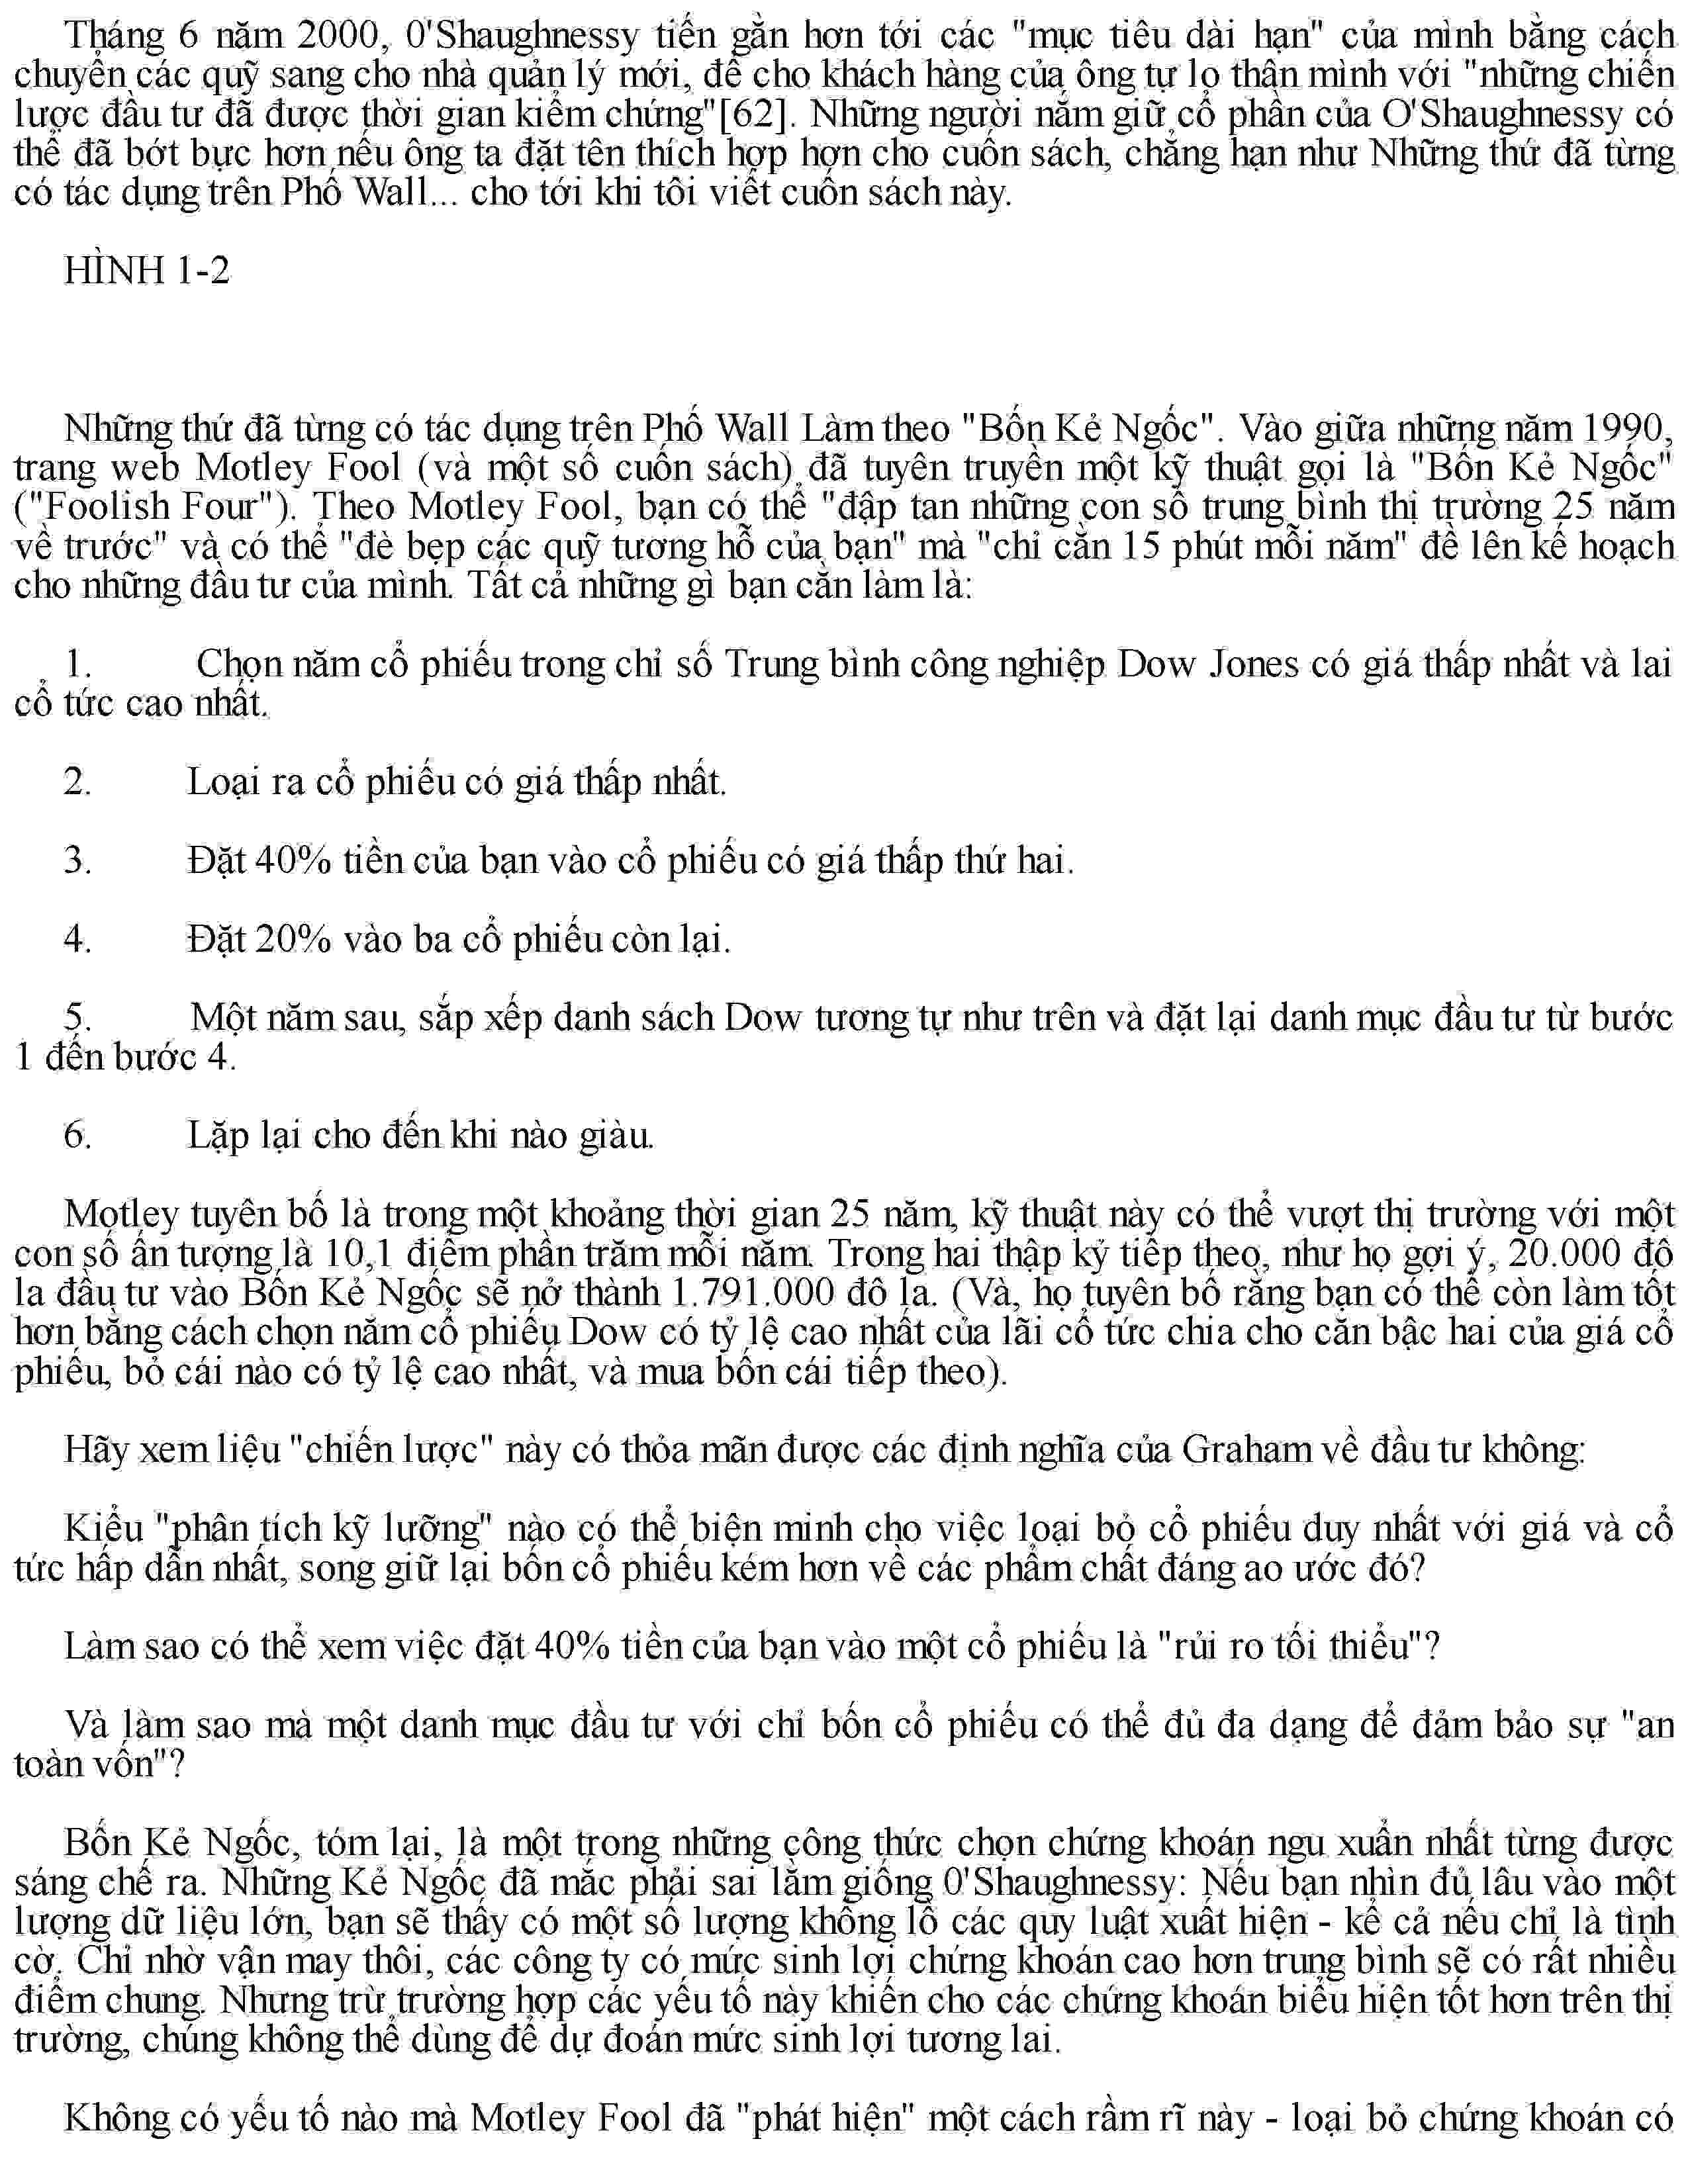 Tháng 6 năm 2000, 0'Shaughnessy tiến gần hơn tới các "mục tiêu dài hạn" của mình bằng cách
chuyển các quỹ sang cho nhà quản lý mới, để cho khách hàng của ông tự lo thân mình với "những chiến
lược đầu tư đã được thời gian kiểm chứng"[62]. Những người nắm giữ cổ phần của O'Shaughnessy có
thể đã bớt bực hơn nếu ông ta đặt tên thích hợp hơn cho cuốn sách, chẳng hạn như Những thứ đã từng
có tác dụng trên Phố Wall... cho tới khi tôi viết cuốn sách này.
HÌNH 1-2
Những thứ đã từng có tác dụng trên Phố Wall Làm theo "Bốn Kẻ Ngốc". Vào giữa những năm 1990,
trang web Motley Fool (và một số cuốn sách) đã tuyên truyền một kỹ thuật gọi là "Bốn Kẻ Ngốc"
("Foolish Four"). Theo Motley Fool, bạn có thể "đập tan những con số trung bình thị trường 25 năm
về trước" và có thể "đè bẹp các quỹ tương hỗ của bạn" mà "chỉ cần 15 phút mỗi năm" để lên kế hoạch
cho những đầu tư của mình. Tất cả những gì bạn cần làm là:
1. Chọn năm cổ phiếu trong chỉ số Trung bình công nghiệp Dow Jones có giá thấp nhất và lai
cổ tức cao nhất.
2. Loại ra cổ phiếu có giá thấp nhất.
3. Đặt 40% tiền của bạn vào cổ phiếu có giá thấp thứ hai.
4. Đặt 20% vào ba cổ phiếu còn lại.
5. Một năm sau, sắp xếp danh sách Dow tương tự như trên và đặt lại danh mục đầu tư từ bước
1 đến bước 4.
6. Lặp lại cho đến khi nào giàu.
Motley tuyên bố là trong một khoảng thời gian 25 năm, kỹ thuật này có thể vượt thị trường với một
con số ấn tượng là 10,1 điểm phần trăm mỗi năm. Trong hai thập kỷ tiếp theo, như họ gợi ý, 20.000 đô
la đầu tư vào Bốn Kẻ Ngốc sẽ nở thành 1.791.000 đô la. (Và, họ tuyên bố rằng bạn có thể còn làm tốt
hơn bằng cách chọn năm cổ phiếu Dow có tỷ lệ cao nhất của lãi cổ tức chia cho căn bậc hai của giá cổ
phiếu, bỏ cái nào có tỷ lệ cao nhất, và mua bốn cái tiếp theo).
Hãy xem liệu "chiến lược" này có thỏa mãn được các định nghĩa của Graham về đầu tư không:
Kiểu "phân tích kỹ lưỡng" nào có thể biện minh cho việc loại bỏ cổ phiếu duy nhất với giá và cổ
tức hấp dẫn nhất, song giữ lại bốn cổ phiếu kém hơn về các phẩm chất đáng ao ước đó?
Làm sao có thể xem việc đặt 40% tiền của bạn vào một cổ phiếu là "rủi ro tối thiểu"?
Và làm sao mà một danh mục đầu tư với chỉ bốn cổ phiếu có thể đủ đa dạng để đảm bảo sự "an
toàn vốn"?
Bốn Kẻ Ngốc, tóm lại, là một trong những công thức chọn chứng khoán ngu xuẩn nhất từng được
sáng chế ra. Những Kẻ Ngốc đã mắc phải sai lầm giống 0'Shaughnessy: Nếu bạn nhìn đủ lâu vào một
lượng dữ liệu lớn, bạn sẽ thấy có một số lượng khổng lồ các quy luật xuất hiện - kể cả nếu chỉ là tình
cờ. Chỉ nhờ vận may thôi, các công ty có mức sinh lợi chứng khoán cao hơn trung bình sẽ có rất nhiều
điểm chung. Nhưng trừ trường hợp các yếu tố này khiến cho các chứng khoán biểu hiện tốt hơn trên thị
trường, chúng không thể dùng để dự đoán mức sinh lợi tương lai.
Không có yếu tố nào mà Motley Fool đã "phát hiện" một cách rầm rĩ này - loại bỏ chứng khoán có